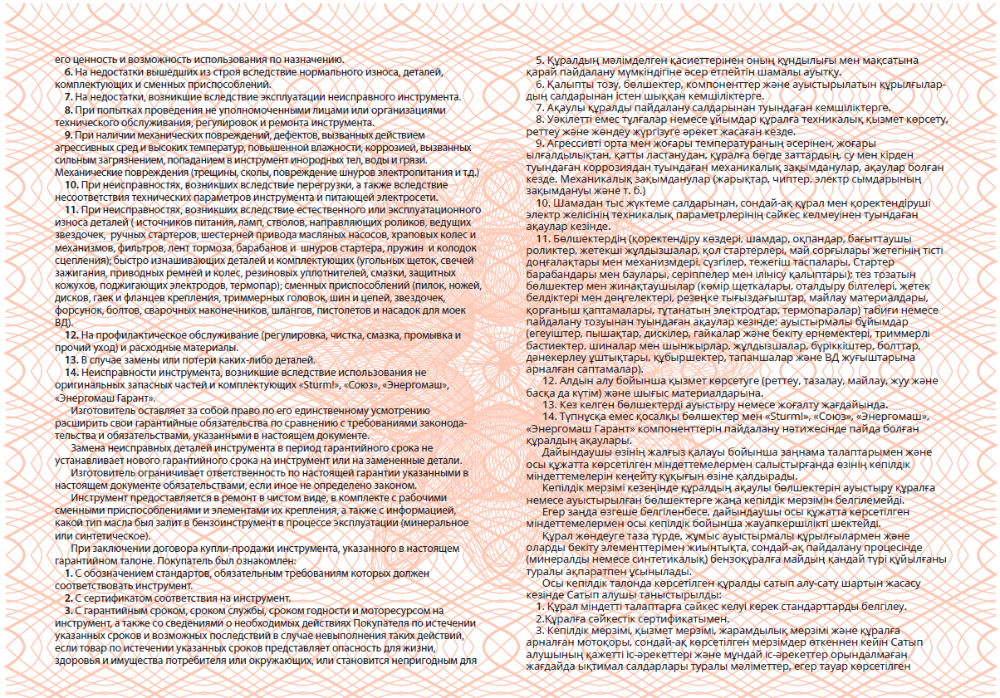 его ценность и возможность использования по назначению.
6. На недостатки вышедших из строя вследствие нормального износа, деталей,
комплектующих и сменных приспособлений.
7. На недостатки, возникшие вследствие эксплуатации неисправного инструмента.
8. При попытках проведения не уполномоченными лицами или организациями
технического обслуживания, регулировок и ремонта инструмента.
9. При наличии механических повреждений, дефектов, вызванных действием
агрессивных сред и высоких температур, повышенной влажности, коррозией, вызванных
сильным загрязнением, попаданием в инструмент инородных тел, воды и грязи.
Механические повреждения (трещины, сколы, повреждение шнуров электропитания и т.д.)
10. При неисправностях, возникших вследствие перегрузки, а также вследствие
несоответствия технических параметров инструмента и питающей электросети.
11. При неисправностях, возникших вследствие естественного или эксплуатационного
износа деталей ( источников питания, ламп, стволов, направляющих роликов, ведущих
звездочек, ручных стартеров, шестерней привода масляных насосов, храповых колес и
механизмов, фильтров, лент тормоза, барабанов и шнуров стартера, пружин и колодок
сцепления); быстро изнашивающих деталей и комплектующих (угольных щеток, свечей
зажигания, приводных ремней и колес, резиновых уплотнителей, смазки, защитных
кожухов, поджигающих электродов, термопар); сменных приспособлений (пилок, ножей,
дисков, гаек и фланцев крепления, триммерных головок, шин и цепей, звездочек,
форсунок, болтов, сварочных наконечников, шлангов, пистолетов и насадок для моек
ВД).
12. На профилактическое обслуживание (регулировка, чистка, смазка, промывка и
прочий уход) и расходные материалы.
13. В случае замены или потери каких-либо деталей.
14. Неисправности инструмента, возникшие вследствие использования не
оригинальных запасных частей и комплектующих «Sturm!», «Союз», «Энергомаш»,
«Энергомаш Гарант».
Изготовитель оставляет за собой право по его единственному усмотрению
расширить свои гарантийные обязательства по сравнению с требованиями законода-
тельства и обязательствами, указанными в настоящем документе.
Замена неисправных деталей инструмента в период гарантийного срока не
устанавливает нового гарантийного срока на инструмент или на замененные детали.
Изготовитель ограничивает ответственность по настоящей гарантии указанными в
настоящем документе обязательствами, если иное не определено законом.
Инструмент предоставляется в ремонт в чистом виде, в комплекте с рабочими
сменными приспособлениями и элементами их крепления, а также с информацией,
какой тип масла был залит в бензоинструмент в процессе эксплуатации (минеральное
или синтетическое).
При заключении договора купли-продажи инструмента, указанного в настоящем
гарантийном талоне. Покупатель был ознакомлен:
1. С обозначением стандартов, обязательным требованиям которых должен
соответствовать инструмент.
2. С сертификатом соответствия на инструмент.
3. С гарантийным сроком, сроком службы, сроком годности и моторесурсом на
инструмент, а также со сведениями о необходимых действиях Покупателя по истечении
указанных сроков и возможных последствий в случае невыполнения таких действий,
если товар по истечении указанных сроков представляет опасность для жизни,
здоровья и имущества потребителя или окружающих, или становится непригодным для
5. Құралдың мәлімделген қасиеттерінен оның құндылығы мен мақсатына
қарай пайдалану мүмкіндігіне әсер етпейтін шамалы ауытқу.
6. Қалыпты тозу, бөлшектер, компоненттер және ауыстырылатын құрылғылар-
дың салдарынан істен шыққан кемшіліктерге.
7. Ақаулы құралды пайдалану салдарынан туындаған кемшіліктерге.
8. Уәкілетті емес тұлғалар немесе ұйымдар құралға техникалық қызмет көрсету,
реттеу және жөндеу жүргізуге әрекет жасаған кезде.
9. Агрессивті орта мен жоғары температураның әсерінен, жоғары
ылғалдылықтан, қатты ластанудан, құралға бөгде заттардың, су мен кірден
туындаған коррозиядан туындаған механикалық зақымданулар, ақаулар болған
кезде. Механикалық зақымданулар (жарықтар, чиптер, электр сымдарының
зақымдануы және т. б.)
10. Шамадан тыс жүктеме салдарынан, сондай-ақ құрал мен қоректендіруші
электр желісінің техникалық параметрлерінің сәйкес келмеуінен туындаған
ақаулар кезінде.
11. Бөлшектердің (қоректендіру көздері, шамдар, оқпандар, бағыттаушы
роликтер, жетекші жұлдызшалар, қол стартерлері, май сорғылары жетегінің тісті
доңғалақтары мен механизмдері, сүзгілер, тежегіш таспалары, Стартер
барабандары мен баулары, серіппелер мен ілінісу қалыптары); тез тозатын
бөлшектер мен жинақтаушылар (көмір щеткалары, оталдыру білтелері, жетек
белдіктері мен дөңгелектері, резеңке тығыздағыштар, майлау материалдары,
қорғаныш қаптамалары, тұтанатын электродтар, термопаралар) табиғи немесе
пайдалану тозуынан туындаған ақаулар кезінде; ауыстырмалы бұйымдар
(егеуіштер, пышақтар, дискілер, гайкалар және бекіту ернемектері, триммерлі
бастиектер, шиналар мен шынжырлар, жұлдызшалар, бүріккіштер, болттар,
дәнекерлеу ұштықтары, құбыршектер, тапаншалар және ВД жуғыштарына
арналған саптамалар).
12. Алдын алу бойынша қызмет көрсетуге (реттеу, тазалау, майлау, жуу және
басқа да күтім) және шығыс материалдарына.
13. Кез келген бөлшектерді ауыстыру немесе жоғалту жағдайында.
14. Түпнұсқа емес қосалқы бөлшектер мен «Sturm!», «Союз», «Энергомаш»,
«Энергомаш Гарант» компоненттерін пайдалану нәтижесінде пайда болған
құралдың ақаулары.
Дайындаушы өзінің жалғыз қалауы бойынша заңнама талаптарымен және
осы құжатта көрсетілген міндеттемелермен салыстырғанда өзінің кепілдік
міндеттемелерін кеңейту құқығын өзіне қалдырады.
Кепілдік мерзімі кезеңінде құралдың ақаулы бөлшектерін ауыстыру құралға
немесе ауыстырылған бөлшектерге жаңа кепілдік мерзімін белгілемейді.
Егер заңда өзгеше белгіленбесе, дайындаушы осы құжатта көрсетілген
міндеттемелермен осы кепілдік бойынша жауапкершілікті шектейді.
Құрал жөндеуге таза түрде, жұмыс ауыстырмалы құрылғылармен және
оларды бекіту элементтерімен жиынтықта, сондай-ақ пайдалану процесінде
(минералды немесе синтетикалық) бензоқұралға майдың қандай түрі құйылғаны
туралы ақпаратпен ұсынылады.
Осы кепілдік талонда көрсетілген құралды сатып алу-сату шартын жасасу
кезінде Сатып алушы таныстырылды:
1. Құрал міндетті талаптарға сәйкес келуі керек стандарттарды белгілеу.
2.Құралға сәйкестік сертификатымен.
3. Кепілдік мерзімі, қызмет мерзімі, жарамдылық мерзімі және құралға
арналған мотоқоры, сондай-ақ көрсетілген мерзімдер өткеннен кейін Сатып
алушының қажетті іс-әрекеттері және мұндай іс-әрекеттер орындалмаған
жағдайда ықтимал салдарлары туралы мәліметтер, егер тауар көрсетілген